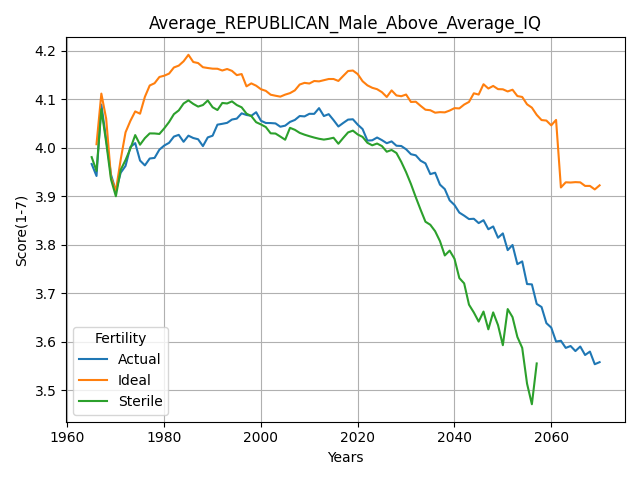 Average_REPUBLICAN_Male_Above_Average_IQ
Score(1-7)
4.2
4.1
4.0
3.9
3.8
3.7
3.6
3.5
Fertility
Actual
Ideal
Sterile
1960 1980 2000 2020 2040 2060
Years